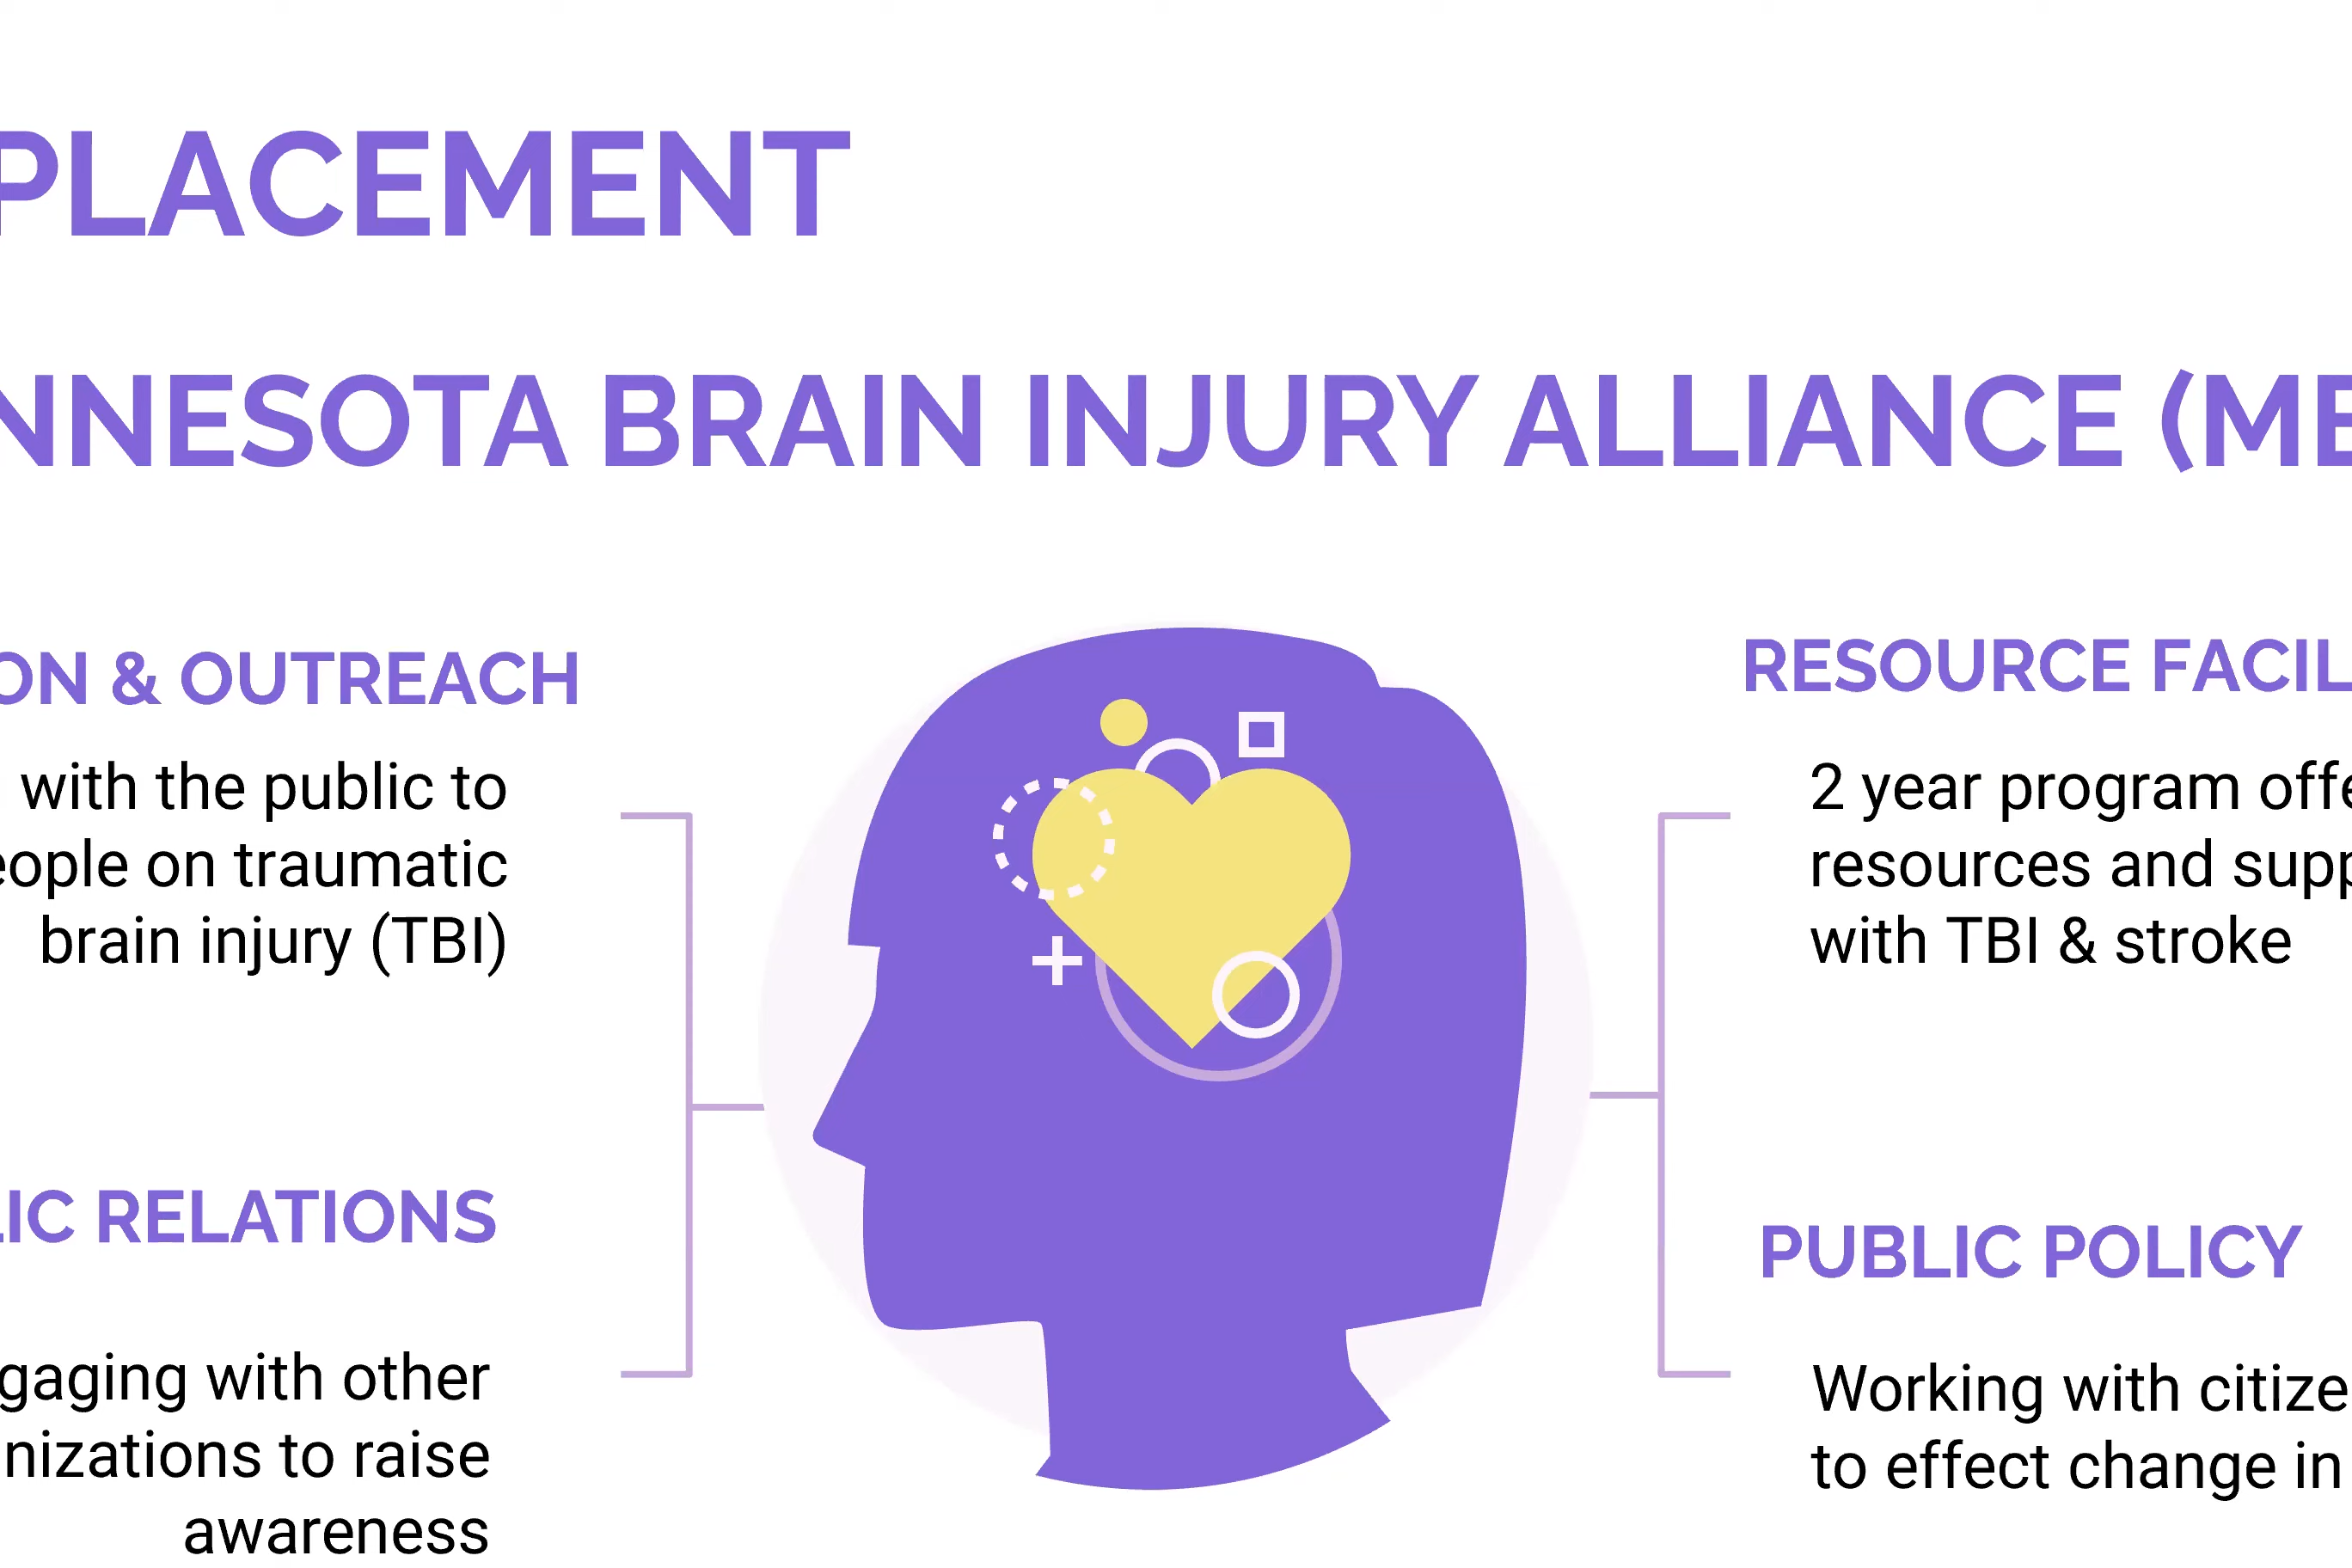 PLACEMENT
NNESOTA BRAIN INJURY ALLIANCE (ME
ON & OUTREACH
with the public to
eople on traumatic
brain injury (TBI)
RESOURCE FACIL
2 year program offe
resources and supp
with TBI & stroke
LIC RELATIONS
gaging with other
nizations to raise
awareness
PUBLIC POLICY
Working with citize
to effect change in